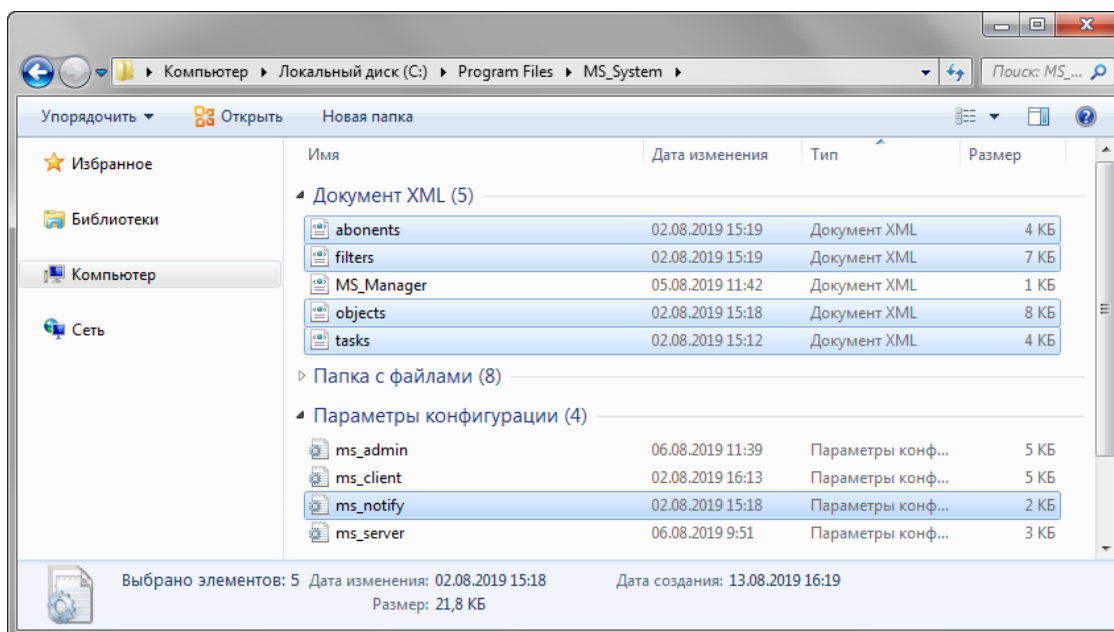 Компьютер ▸ Локальный диск (C:) ▸ Program Files ▸ MS_System ▸
Поиск: MS_...
Упорядочить Открыть Новая папка
Избранное
Библиотеки
Компьютер
Сеть
Имя Дата изменения Тип Размер
Документ XML (5)
abonents 02.08.2019 15:19 Документ XML 4 КБ
filters 02.08.2019 15:19 Документ XML 7 КБ
MS_Manager 05.08.2019 11:42 Документ XML 1 КБ
objects 02.08.2019 15:18 Документ XML 8 КБ
tasks 02.08.2019 15:12 Документ XML 4 КБ
Папка с файлами (8)
Параметры конфигурации (4)
ms_admin 06.08.2019 11:39 Параметры конф... 5 КБ
ms_client 02.08.2019 16:13 Параметры конф... 5 КБ
ms_notify 02.08.2019 15:18 Параметры конф... 2 КБ
ms_server 06.08.2019 9:51 Параметры конф... 3 КБ
Выбрано элементов: 5 Дата изменения: 02.08.2019 15:18 Дата создания: 13.08.2019 16:19
Размер: 21,8 КБ